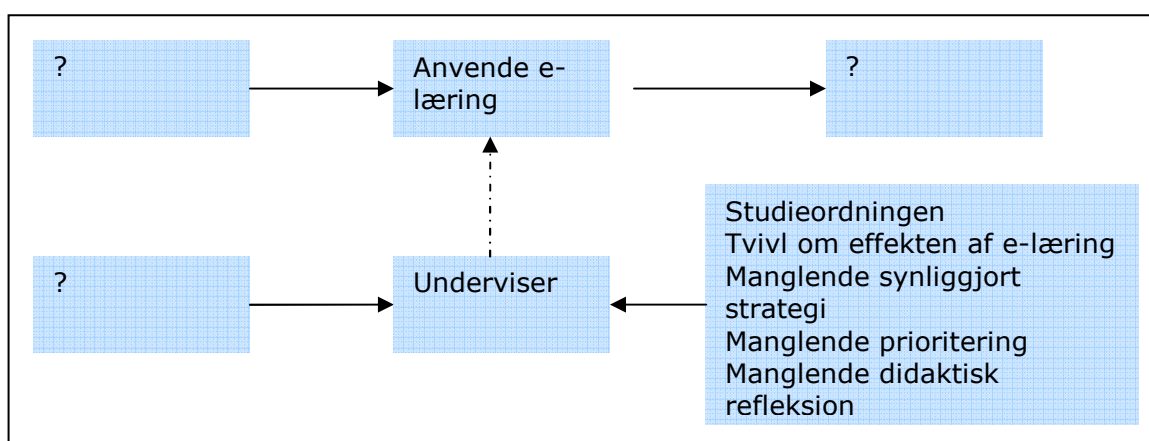 ?
Anvende e-
læring
?
?
Underviser
Studieordningen
Tvivl om effekten af e-læring
Manglende synliggjort
strategi
Manglende prioritering
Manglende didaktisk
refleksion